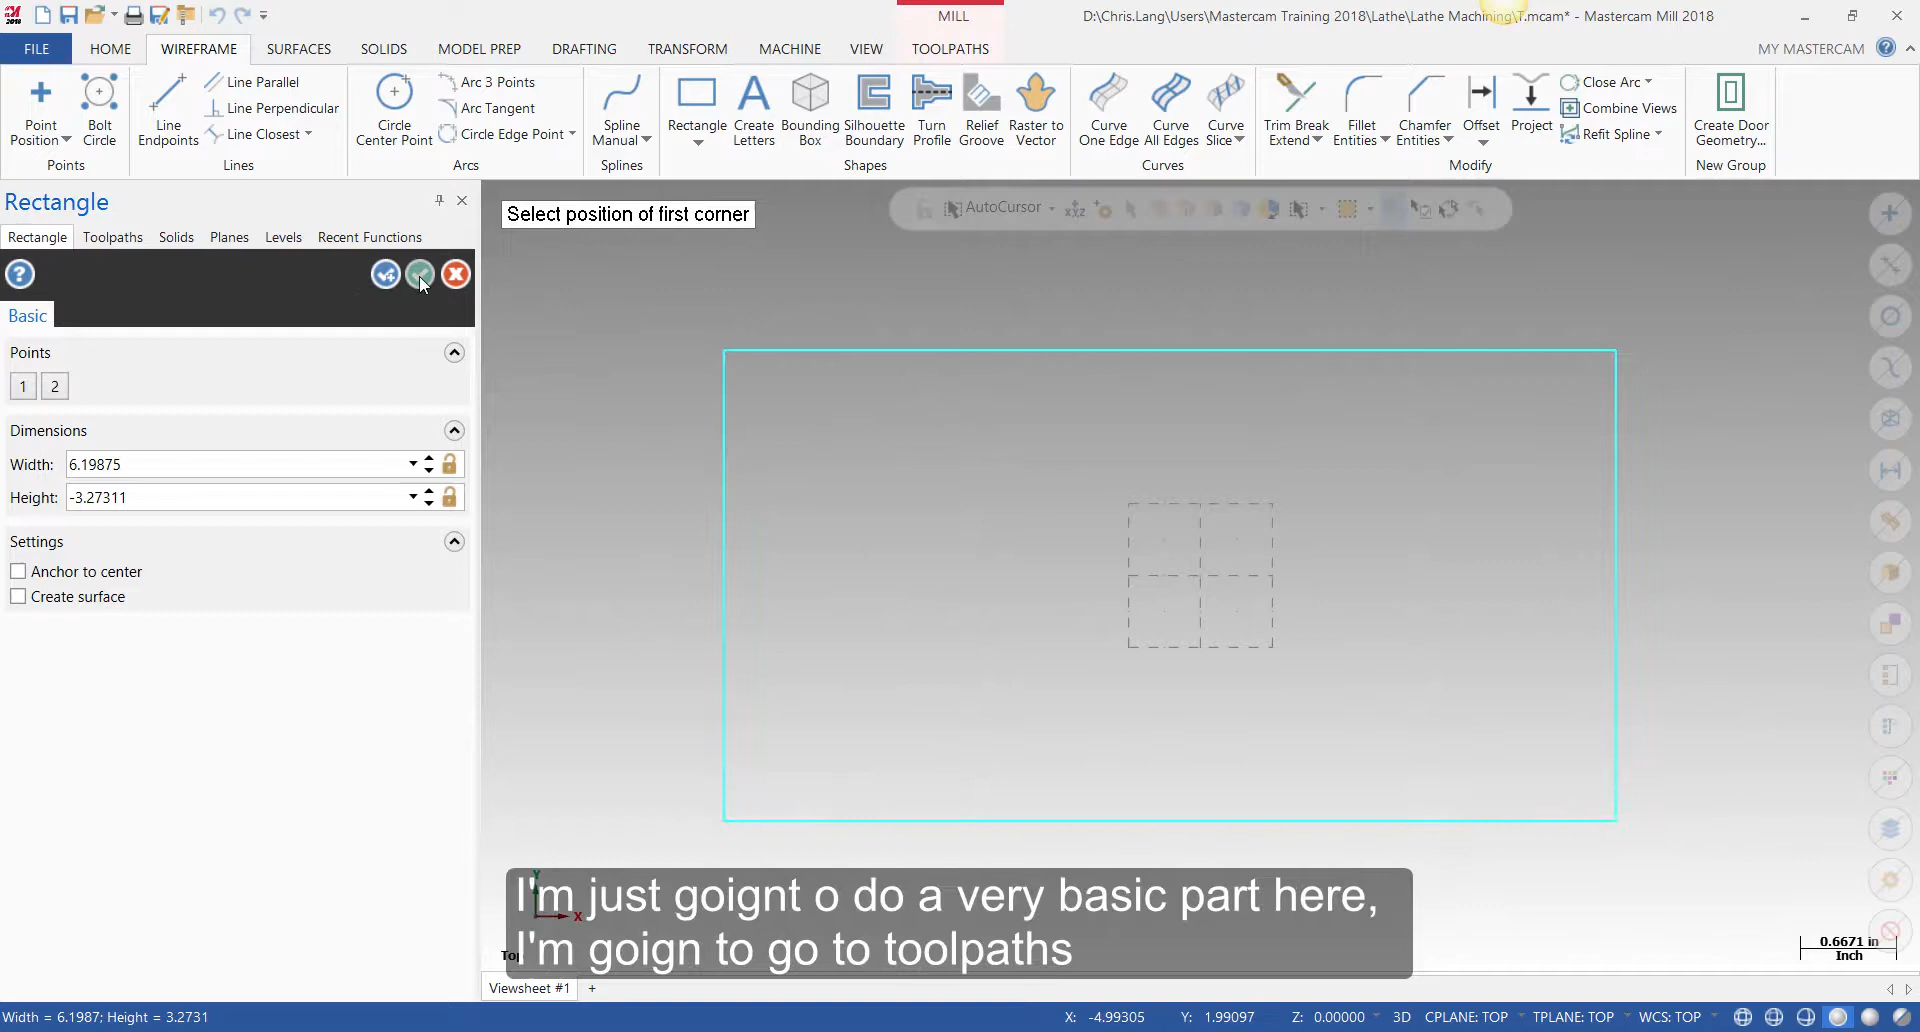 MILL
D:\Chris.Lang\Users\Mastercam Training 2018\Lathe\Lathe Machining\T.mcam* - Mastercam Mill 2018
FILE HOME WIREFRAME SURFACES SOLIDS MODEL PREP DRAFTING TRANSFORM MACHINE VIEW TOOLPATHS MY MASTERCAM
Point Position
Bolt Circle
Points
Line Endpoints
Line Parallel
Line Perpendicular
Line Closest
Lines
Circle Center Point
Arc 3 Points
Arc Tangent
Circle Edge Point
Arcs
Spline Manual
Splines
Rectangle
Create Letters
Bounding Box
Silhouette Boundary
Turn Profile
Relief Groove
Raster to Vector
Shapes
Curve One Edge
Curve All Edges
Curve Slice
Curves
Trim Break Extend
Fillet Entities
Chamfer Entities
Offset
Project
Close Arc
Combine Views
Refit Spline
Modify
Create Door Geometry...
New Group
Rectangle
Rectangle Toolpaths Solids Planes Levels Recent Functions
Basic
Points
1 2
Dimensions
Width: 6.19875
Height: -3.27311
Settings
Anchor to center
Create surface
Select position of first corner
AutoCursor
xyz
Y
X
I'm just goignt o do a very basic part here,
I'm goign to go to toolpaths
0.6671 in
Inch
Viewsheet #1 +
Width = 6.1987; Height = 3.2731 X: -4.99305 Y: 1.99097 Z: 0.00000 3D CPLANE: TOP TPLANE: TOP WCS: TOP